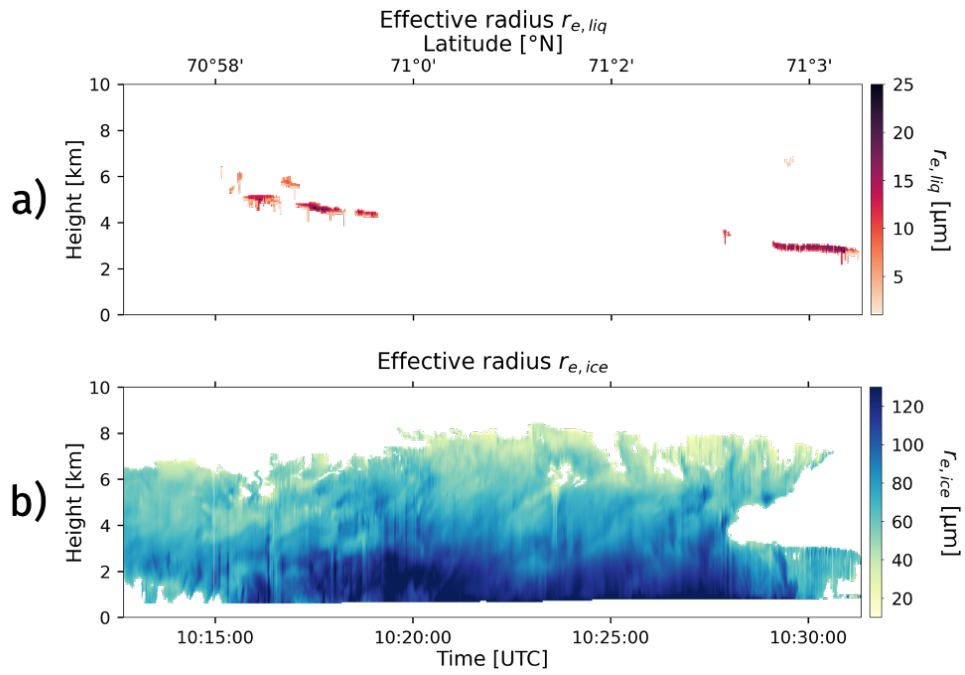 Effective radius r_{e, liq}
Latitude [°N]
70°58' 71°0' 71°2' 71°3'
a)
Height [km]
10
8
6
4
2
0
25
20
15
10
5
r_{e, liq} [µm]
Effective radius r_{e, ice}
b)
Height [km]
10
8
6
4
2
0
120
100
80
60
40
20
r_{e, ice} [µm]
10:15:00 10:20:00 10:25:00 10:30:00
Time [UTC]